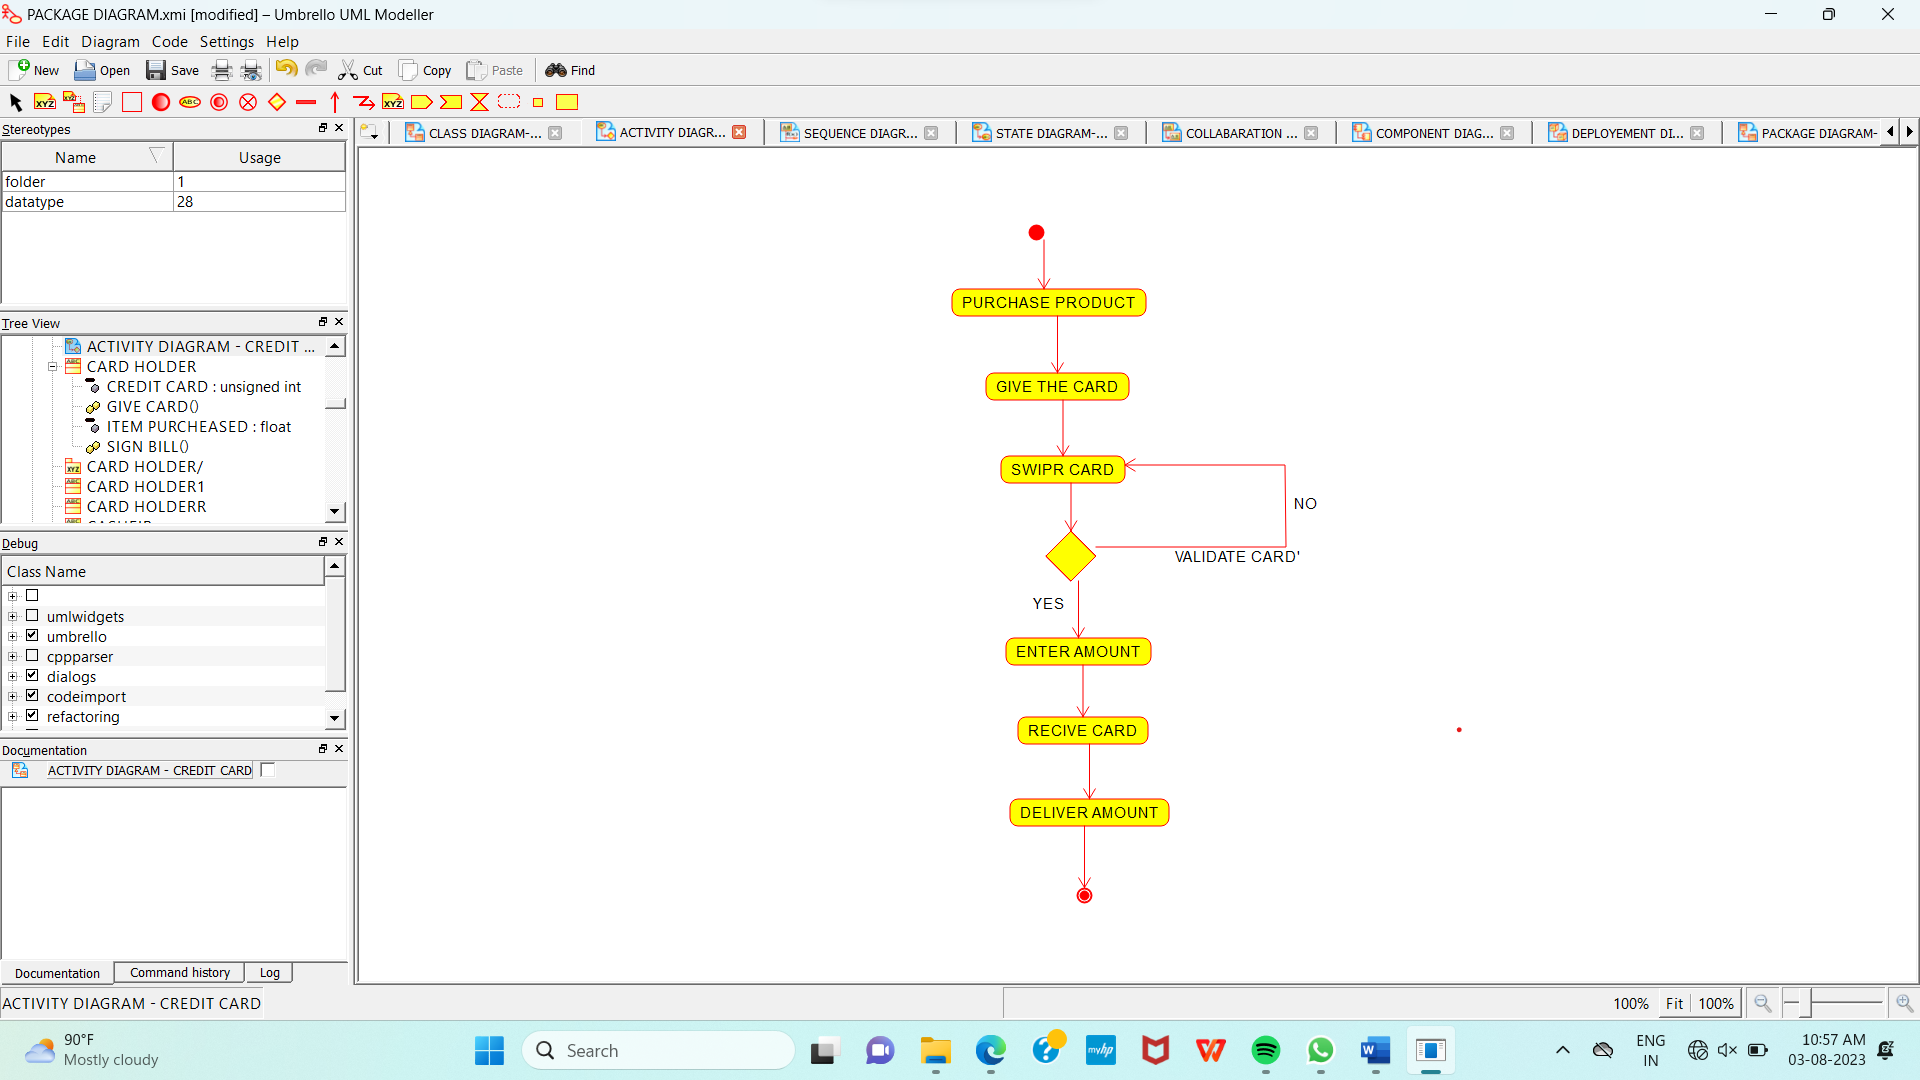 PACKAGE DIAGRAM.xmi [modified] – Umbrello UML Modeller
File Edit Diagram Code Settings Help
New Open Save Cut Copy Paste Find
XYZ ABC XYZ
Stereotypes
CLASS DIAGRAM-... ACTIVITY DIAGR... SEQUENCE DIAGR... STATE DIAGRAM-... COLLABARATION ... COMPONENT DIAG... DEPLOYEMENT DI... PACKAGE DIAGRAM-
Name Usage
folder 1
datatype 28
Tree View
ACTIVITY DIAGRAM - CREDIT ...
CARD HOLDER
CREDIT CARD : unsigned int
GIVE CARD()
ITEM PURCHEASED : float
SIGN BILL()
CARD HOLDER/
CARD HOLDER1
CARD HOLDERR
Debug
Class Name
umlwidgets
umbrello
cppparser
dialogs
codeimport
refactoring
Documentation
ACTIVITY DIAGRAM - CREDIT CARD
Documentation Command history Log
PURCHASE PRODUCT
GIVE THE CARD
SWIPR CARD
NO
VALIDATE CARD'
YES
ENTER AMOUNT
RECIVE CARD
DELIVER AMOUNT
ACTIVITY DIAGRAM - CREDIT CARD
100% Fit 100%
90°F
Mostly cloudy
Search
myhp
ENG
IN
10:57 AM
03-08-2023